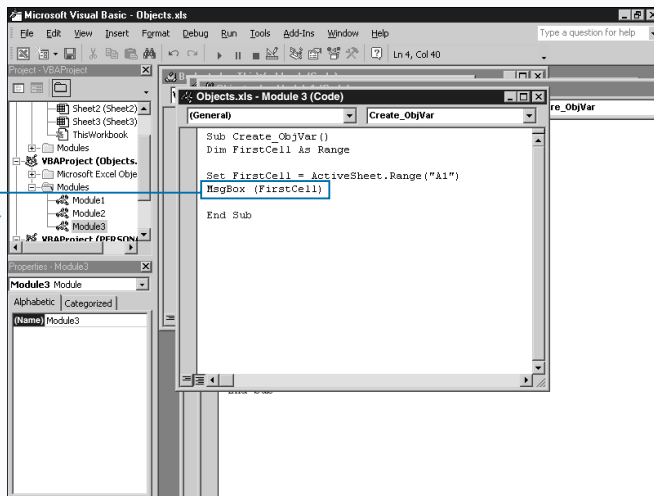 Microsoft Visual Basic - Objects.xls
File Edit View Insert Format Debug Run Tools Add-Ins Window Help
Type a question for help
Ln 4, Col 40
Project - VBAProject
Sheet2 (Sheet2)
Sheet3 (Sheet3)
ThisWorkbook
Modules
VBAProject (Objects.
Microsoft Excel Obje
Modules
Module1
Module2
Module3
VBAProject (PERSON
Properties - Module3
Module3 Module
Alphabetic Categorized
(Name) Module3
Objects.xls - Module 3 (Code)
(General) Create_ObjVar
re_ObjVar
Sub Create_ObjVar()
Dim FirstCell As Range
Set FirstCell = ActiveSheet.Range("A1")
MsgBox (FirstCell)
End Sub